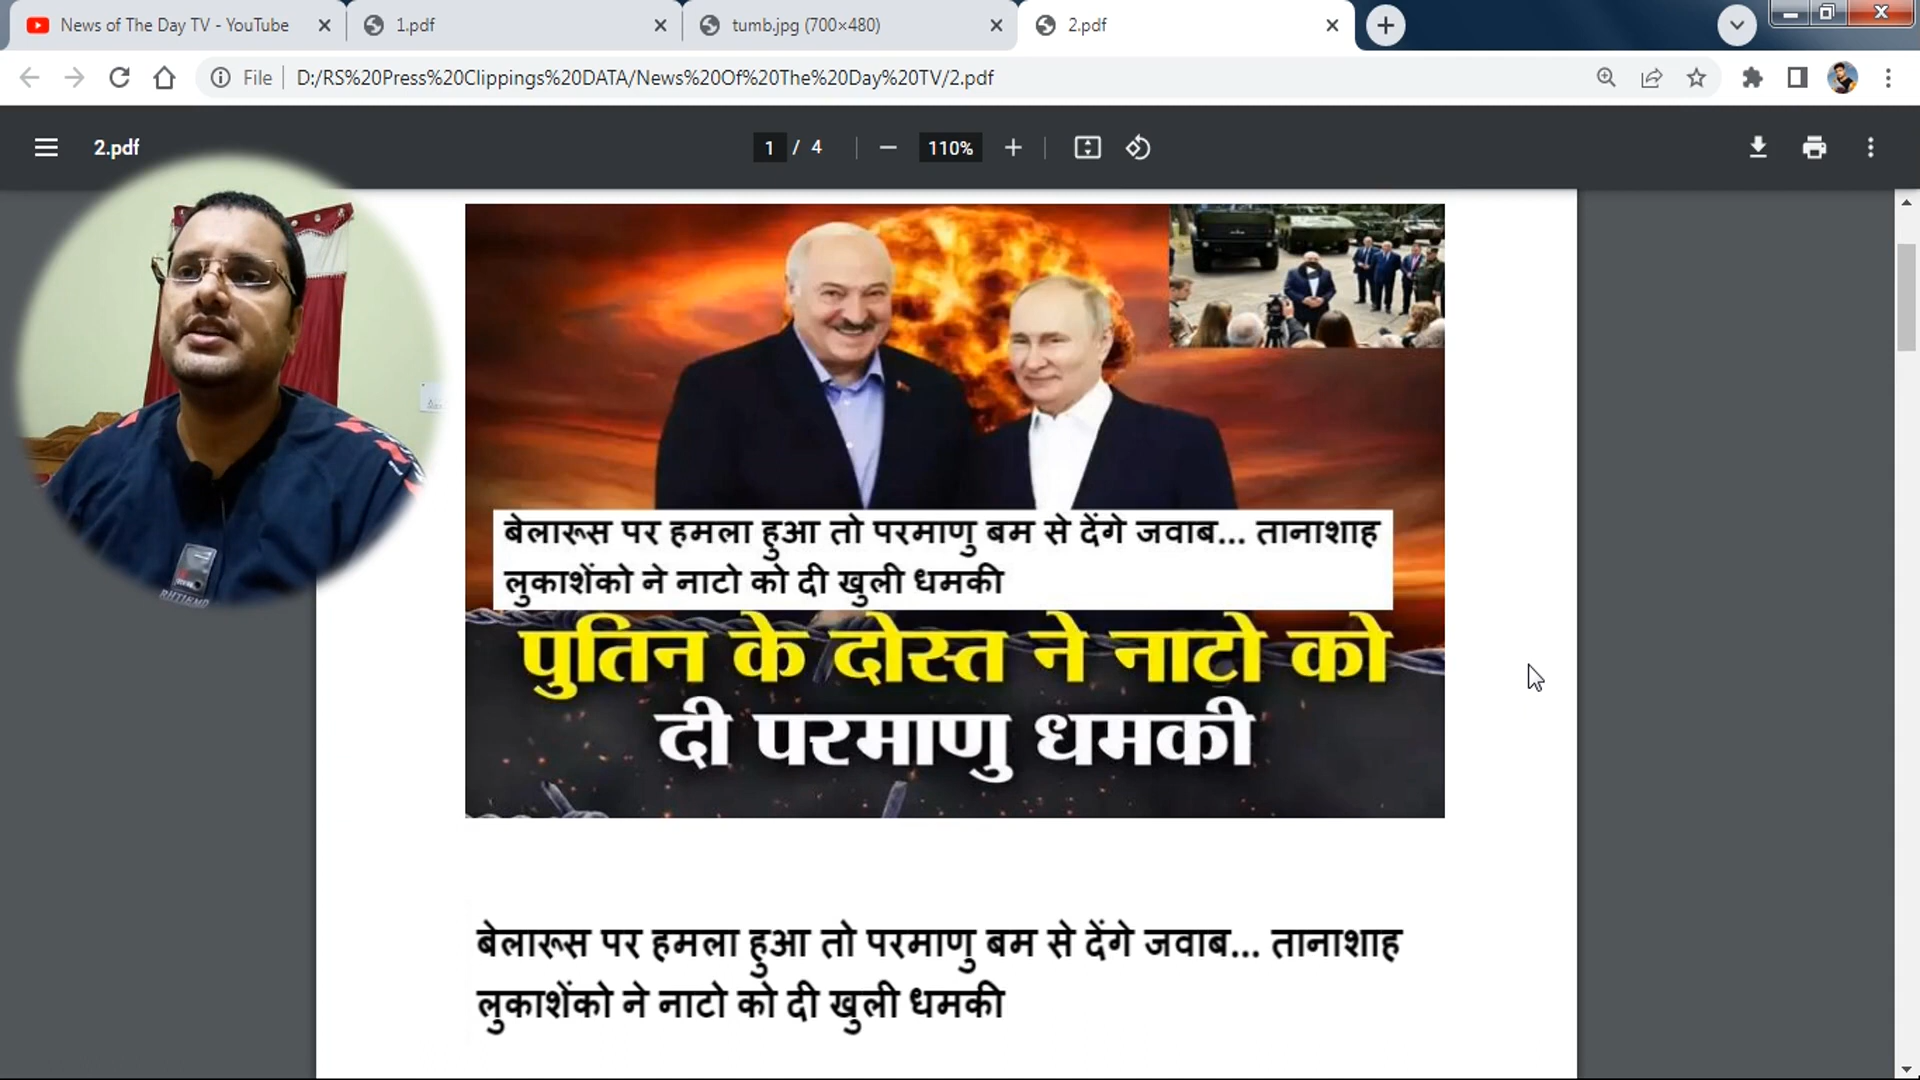 News of The Day TV - YouTube
1.pdf
tumb.jpg (700×480)
2.pdf
File
D:/RS%20Press%20Clippings%20DATA/News%20Of%20The%20Day%20TV/2.pdf
2.pdf
1 / 4
110%
बेलारूस पर हमला हुआ तो परमाणु बम से देंगे जवाब... तानाशाह
लुकाशेंको ने नाटो को दी खुली धमकी
पुतिन के दोस्त ने नाटो को
दी परमाणु धमकी
बेलारूस पर हमला हुआ तो परमाणु बम से देंगे जवाब... तानाशाह
लुकाशेंको ने नाटो को दी खुली धमकी